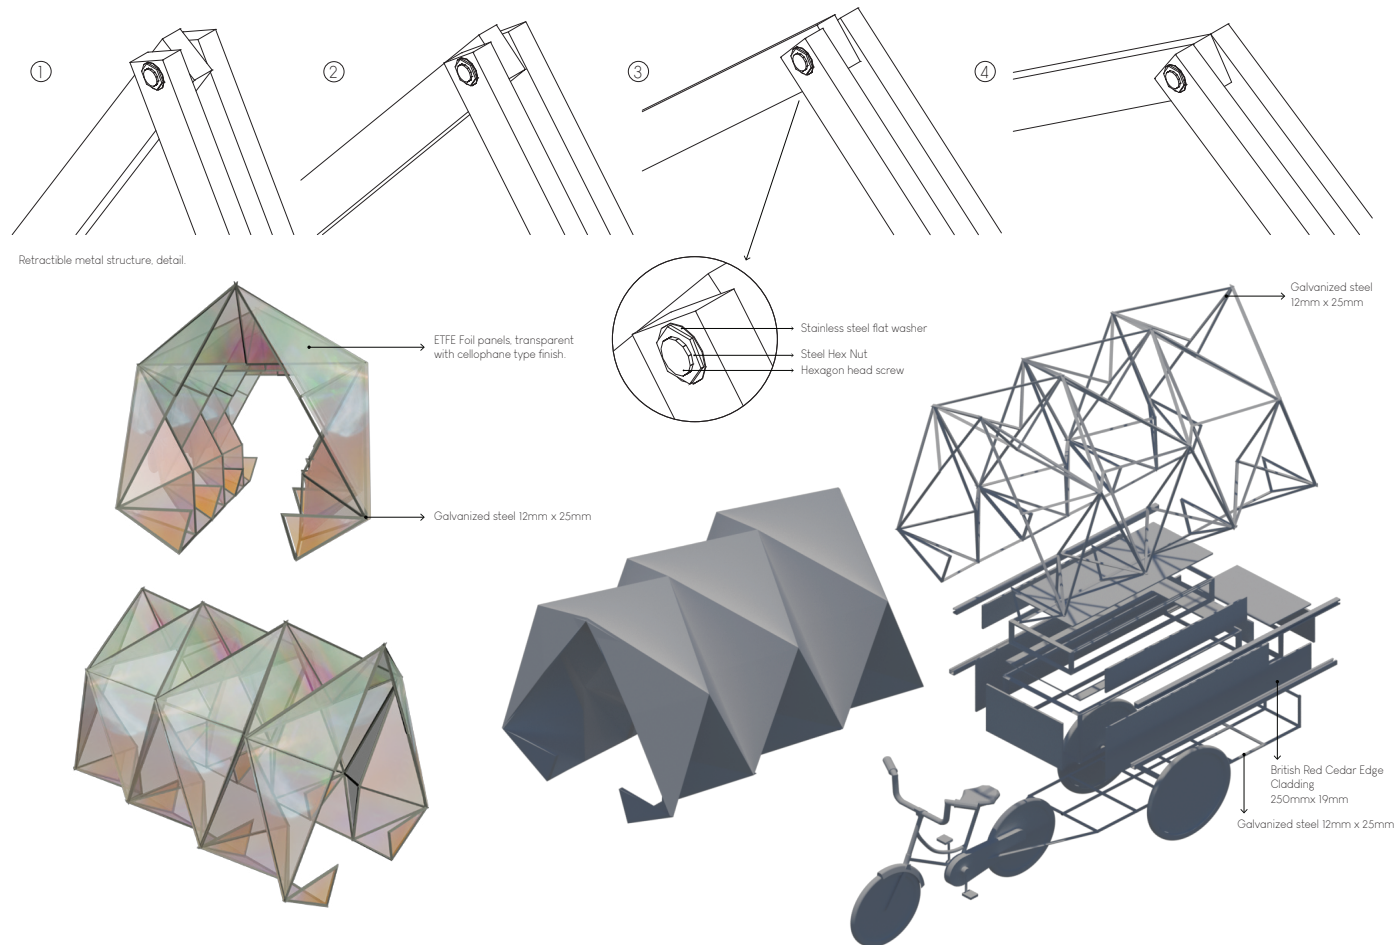 1
2
3
4
Retractible metal structure, detail.
ETFE Foil panels, transparent
with cellophane type finish.
Galvanized steel 12mm x 25mm
Stainless steel flat washer
Steel Hex Nut
Hexagon head screw
Galvanized steel
12mm x 25mm
British Red Cedar Edge
Cladding
250mmx 19mm
Galvanized steel 12mm x 25mm